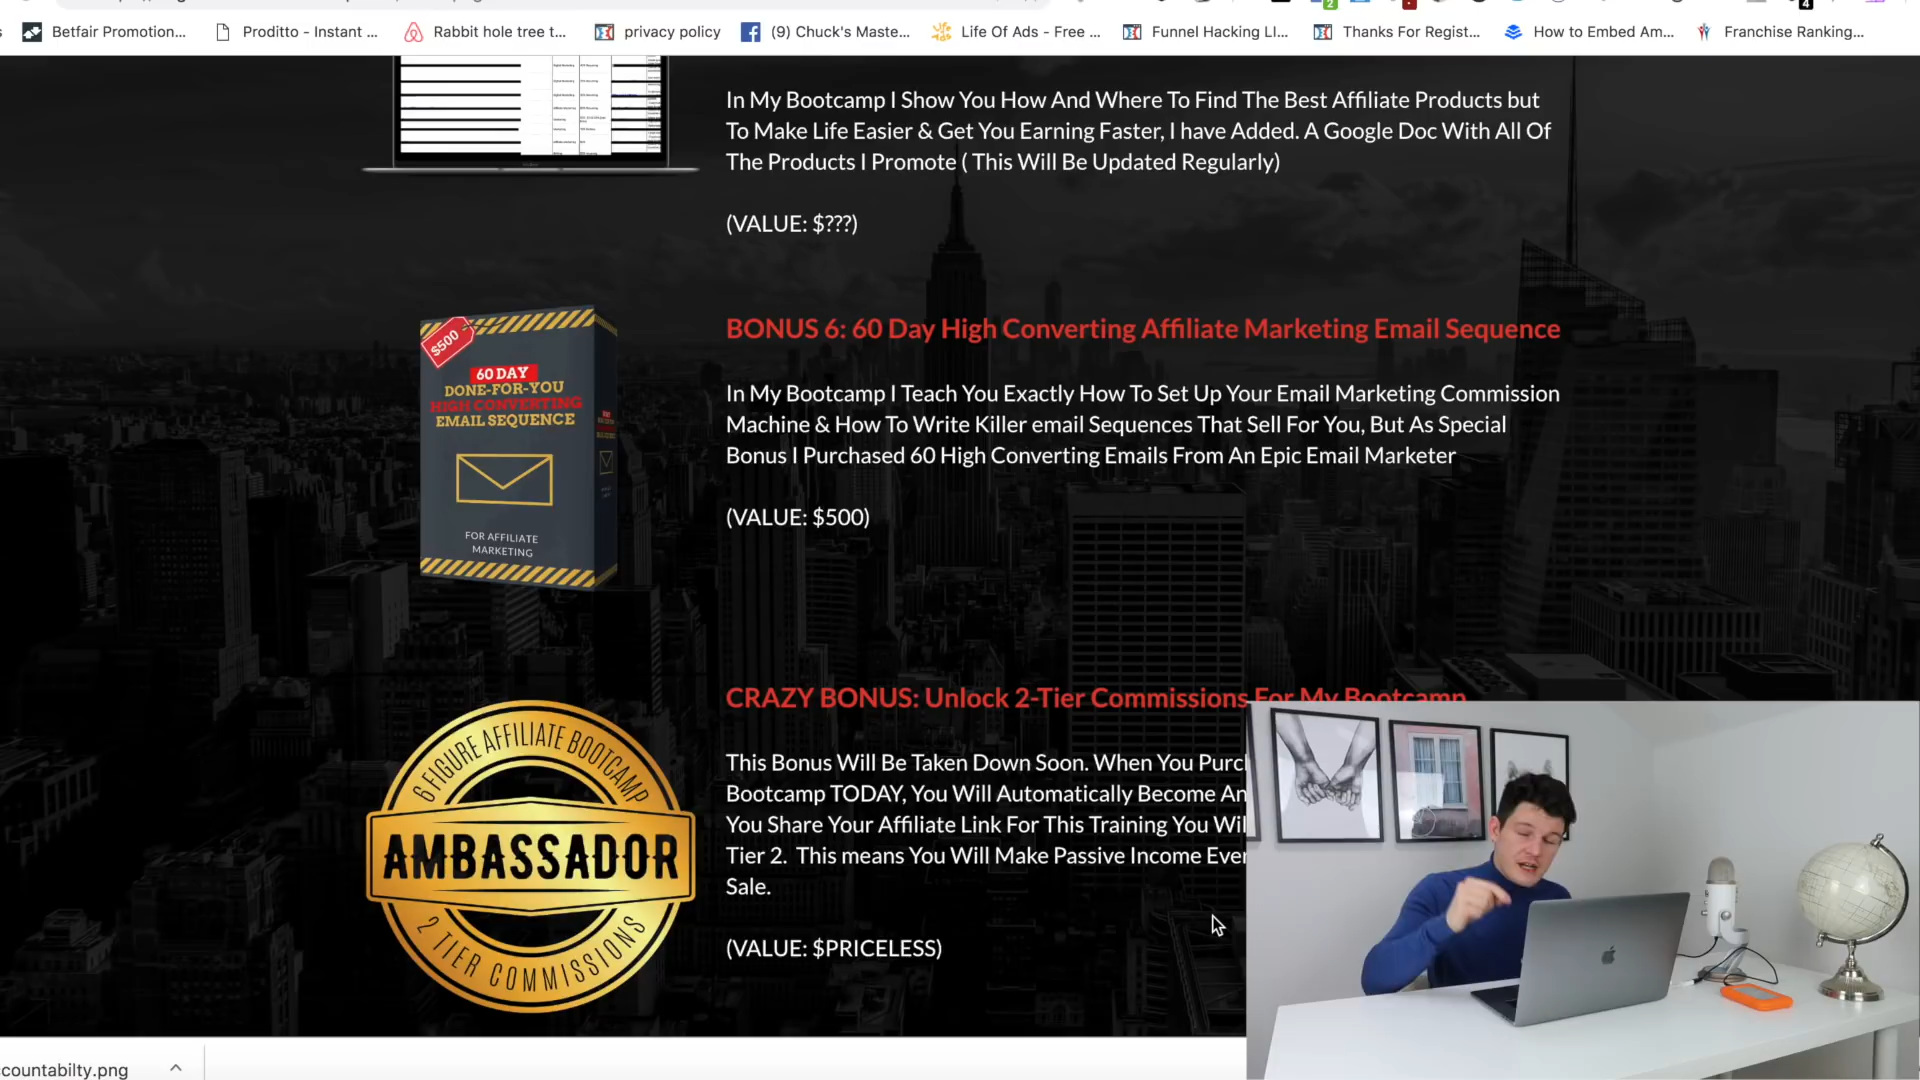 Betfair Promotion...
Proditto - Instant ...
Rabbit hole tree t...
privacy policy
(9) Chuck's Maste...
Life Of Ads - Free ...
Funnel Hacking LI...
Thanks For Regist...
How to Embed Am...
Franchise Ranking...
In My Bootcamp I Show You How And Where To Find The Best Affiliate Products but
To Make Life Easier & Get You Earning Faster, I have Added. A Google Doc With All Of
The Products I Promote ( This Will Be Updated Regularly)
(VALUE: $???)
$500
60 DAY
DONE-FOR-YOU
HIGH CONVERTING
EMAIL SEQUENCE
FOR AFFILIATE
MARKETING
BONUS 6: 60 Day High Converting Affiliate Marketing Email Sequence
In My Bootcamp I Teach You Exactly How To Set Up Your Email Marketing Commission
Machine & How To Write Killer email Sequences That Sell For You, But As Special
Bonus I Purchased 60 High Converting Emails From An Epic Email Marketer
(VALUE: $500)
6 FIGURE AFFILIATE BOOTCAMP
AMBASSADOR
2 TIER COMMISSIONS
CRAZY BONUS: Unlock 2-Tier Commissions For My Bootcamp
This Bonus Will Be Taken Down Soon. When You Purc
Bootcamp TODAY, You Will Automatically Become An
You Share Your Affiliate Link For This Training You Wil
Tier 2. This means You Will Make Passive Income Ever
Sale.
(VALUE: $PRICELESS)
countabilty.png